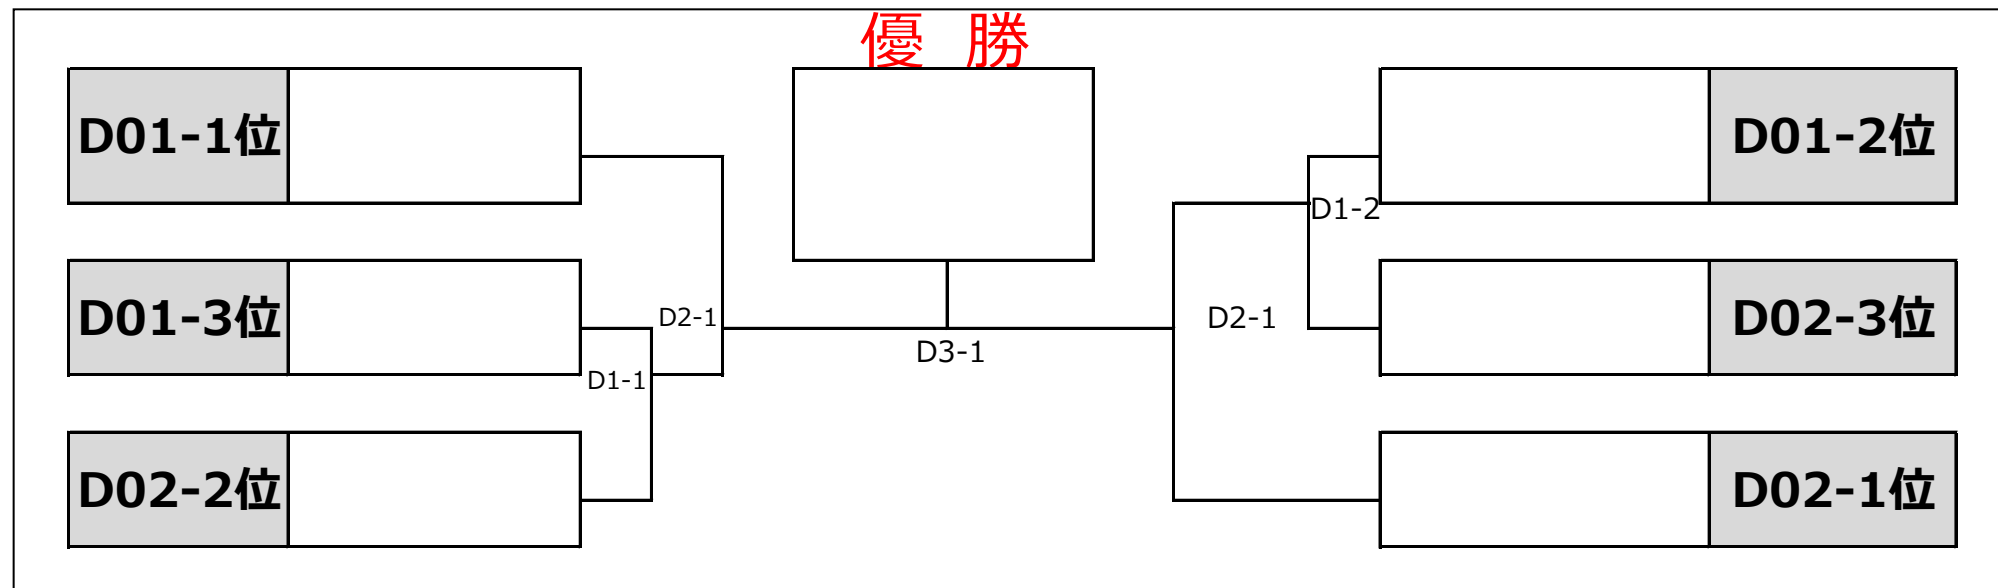 優 勝
D01-1位
D01-2位
D1-2
D01-3位
D2-1
D2-1
D02-3位
D3-1
D1-1
D02-2位
D02-1位